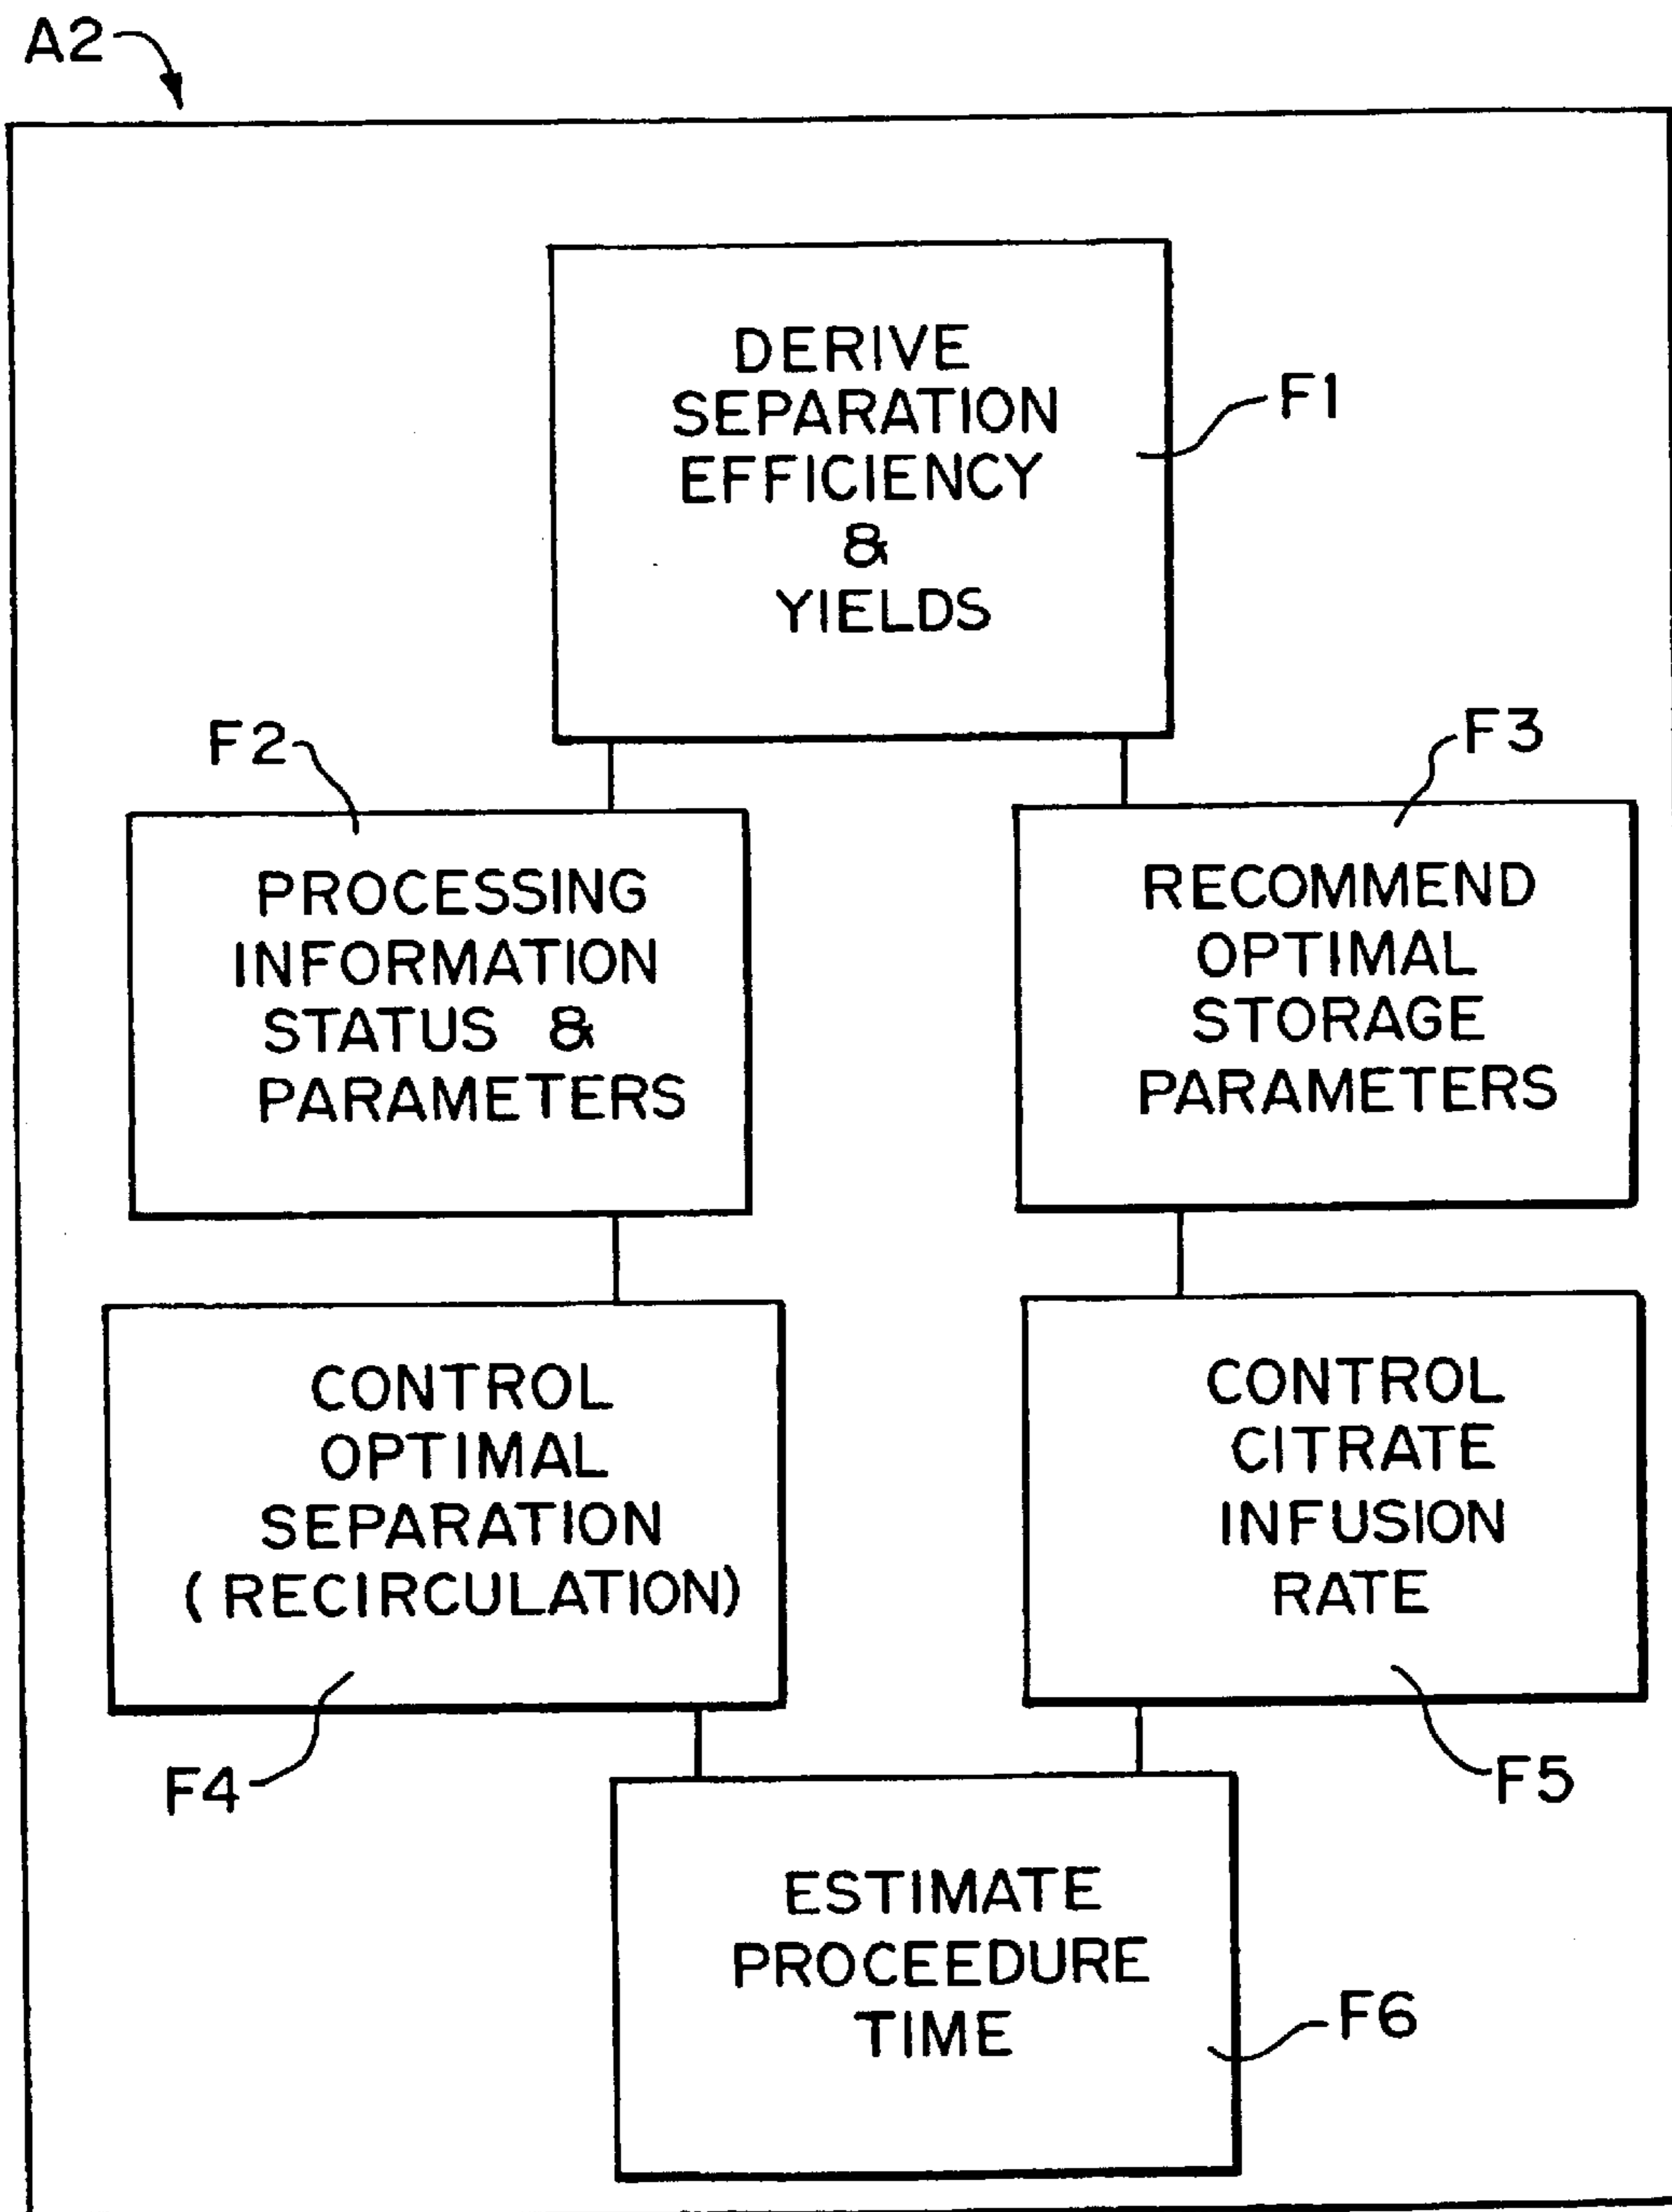 A2
DERIVE
SEPARATION
EFFICIENCY
&
YIELDS
F1
F2
PROCESSING
INFORMATION
STATUS &
PARAMETERS
F3
RECOMMEND
OPTIMAL
STORAGE
PARAMETERS
CONTROL
OPTIMAL
SEPARATION
(RECIRCULATION)
F4
CONTROL
CITRATE
INFUSION
RATE
F5
ESTIMATE
PROCEEDURE
TIME
F6